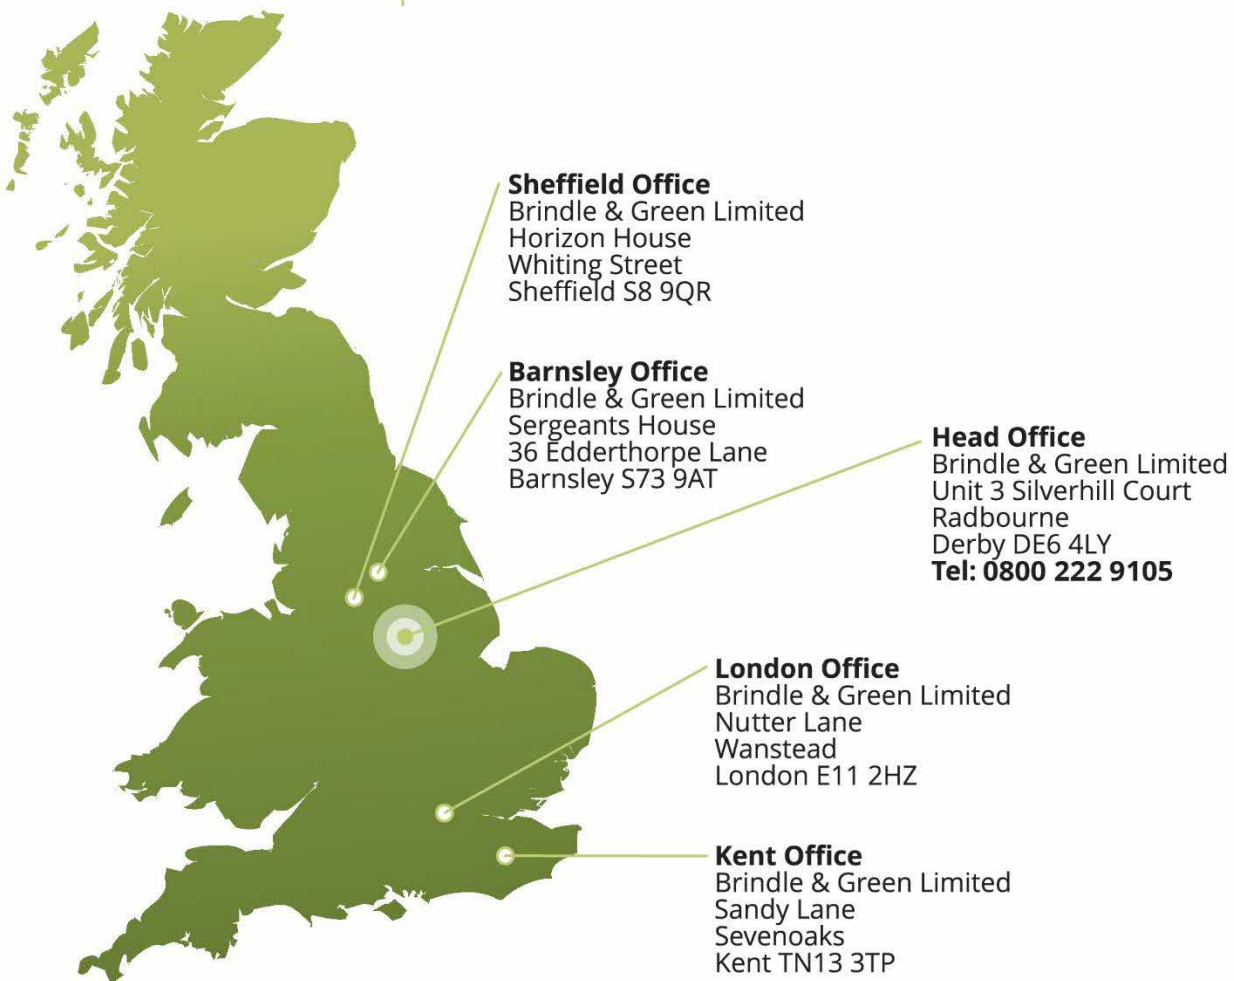 Sheffield Office
Brindle & Green Limited
Horizon House
Whiting Street
Sheffield S8 9QR
Barnsley Office
Brindle & Green Limited
Sergeants House
36 Edderthorpe Lane
Barnsley S73 9AT
Head Office
Brindle & Green Limited
Unit 3 Silverhill Court
Radbourne
Derby DE6 4LY
Tel: 0800 222 9105
London Office
Brindle & Green Limited
Nutter Lane
Wanstead
London E11 2HZ
Kent Office
Brindle & Green Limited
Sandy Lane
Sevenoaks
Kent TN13 3TP